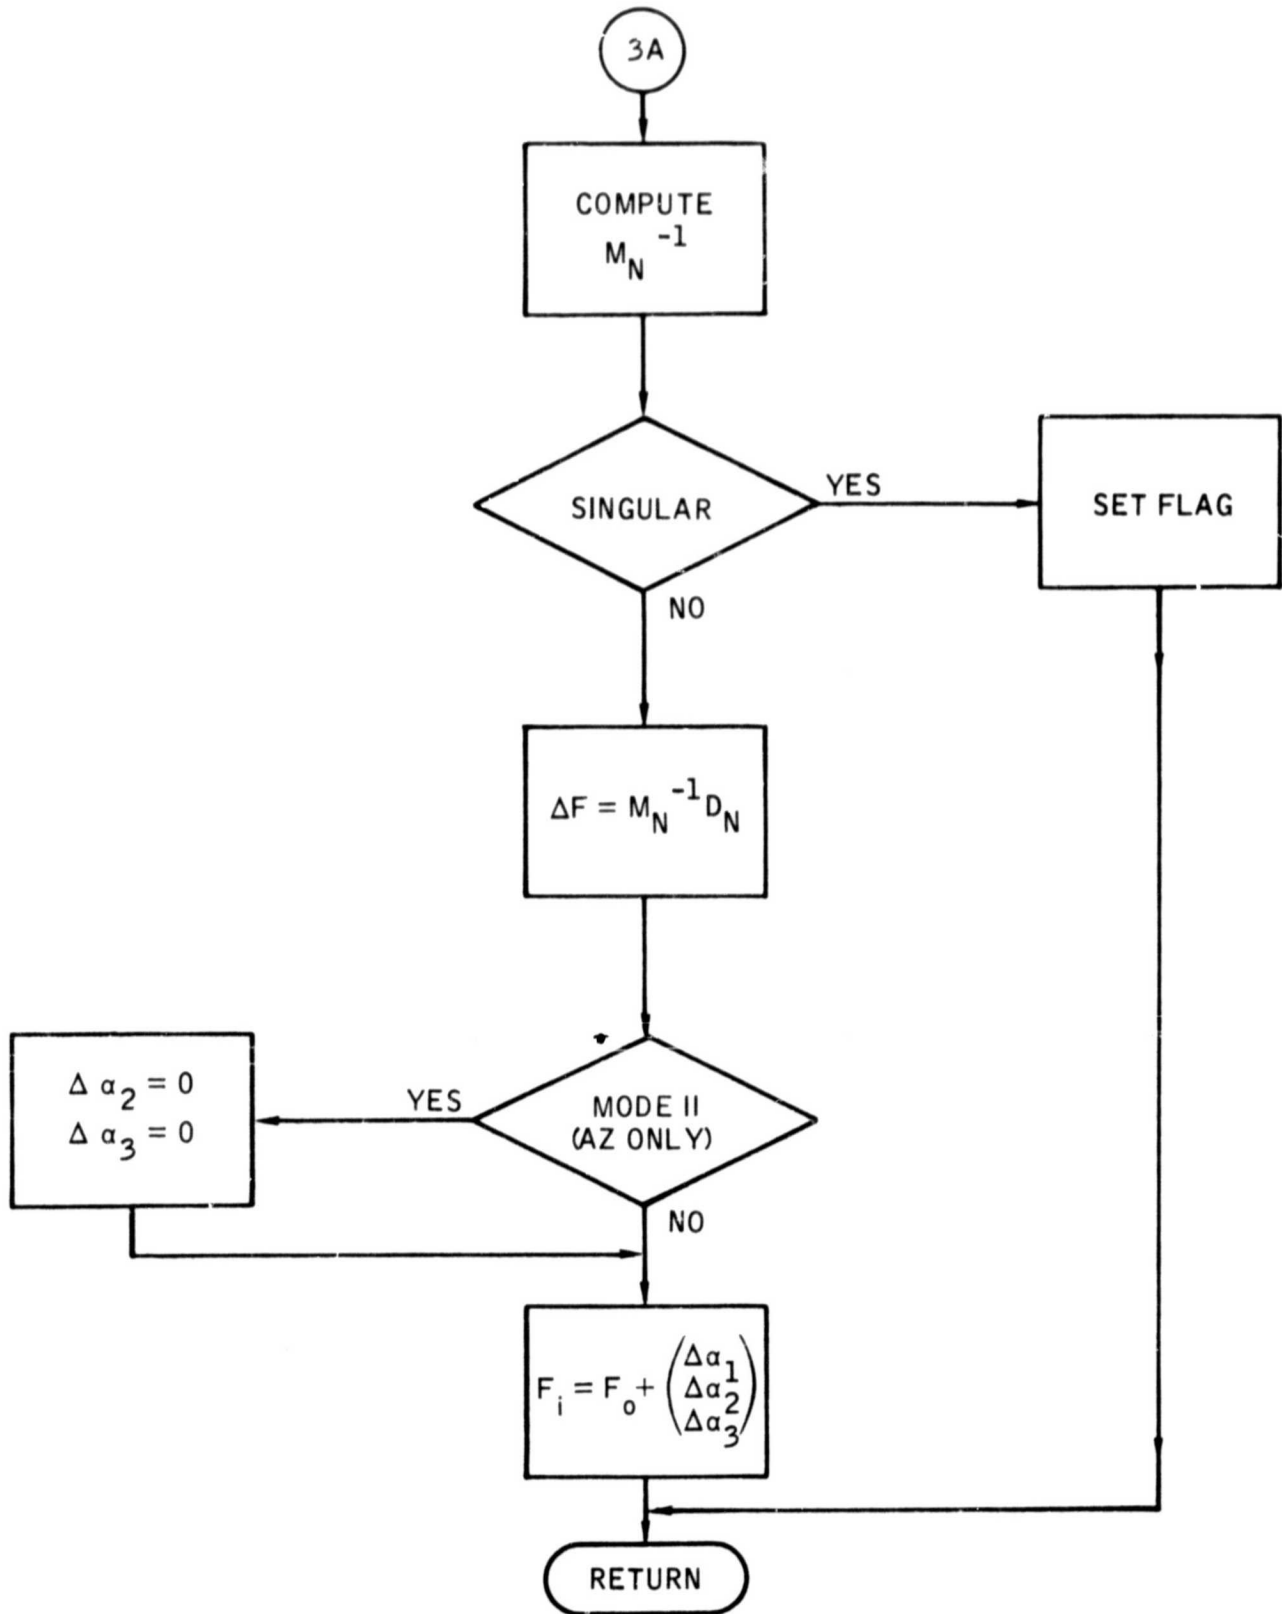 3A
COMPUTE
M_N^-1
SINGULAR
YES
SET FLAG
NO
ΔF = M_N^-1 D_N
Δ α_2 = 0
Δ α_3 = 0
YES
MODE II
(AZ ONLY)
NO
F_i = F_o + (Δα_1
Δα_2
Δα_3)
RETURN